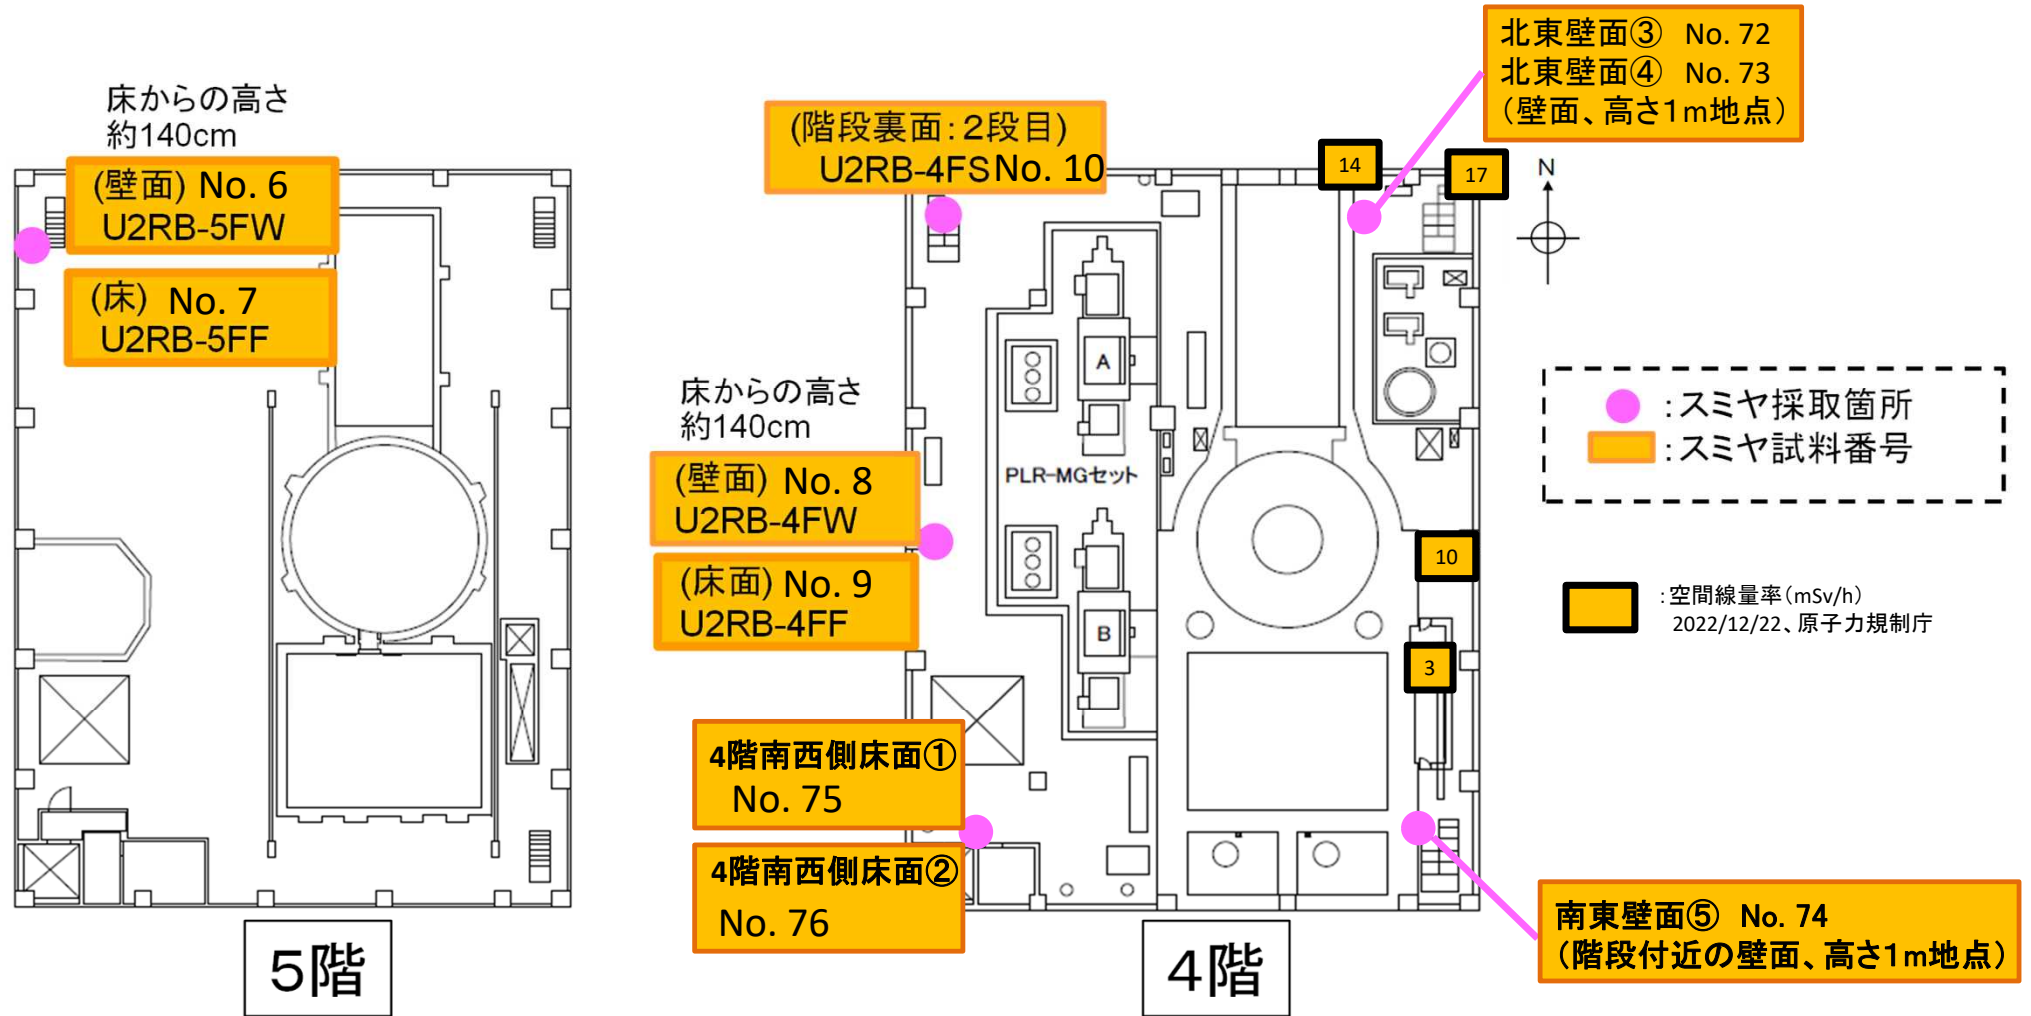 床からの高さ
約140cm
(壁面) No. 6
U2RB-5FW
(床) No. 7
U2RB-5FF
5階
(階段裏面:2段目)
U2RB-4FS No. 10
床からの高さ
約140cm
(壁面) No. 8
U2RB-4FW
(床面) No. 9
U2RB-4FF
4階南西側床面①
No. 75
4階南西側床面②
No. 76
A
PLR-MGセット
B
14
17
10
3
4階
北東壁面③ No. 72
北東壁面④ No. 73
(壁面、高さ1m地点)
N
:スミヤ採取箇所
:スミヤ試料番号
:空間線量率(mSv/h)
2022/12/22、原子力規制庁
南東壁面⑤ No. 74
(階段付近の壁面、高さ1m地点)